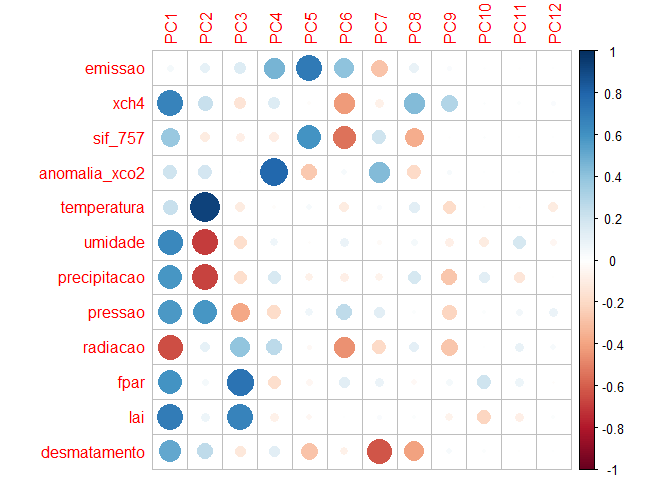 PC1 PC2 PC3 PC4 PC5 PC6 PC7 PC8 PC9 PC10 PC11 PC12
emissao
xch4
sif_757
anomalia_xco2
temperatura
umidade
precipitacao
pressao
radiacao
fpar
lai
desmatamento
1
0.8
0.6
0.4
0.2
0
-0.2
-0.4
-0.6
-0.8
-1